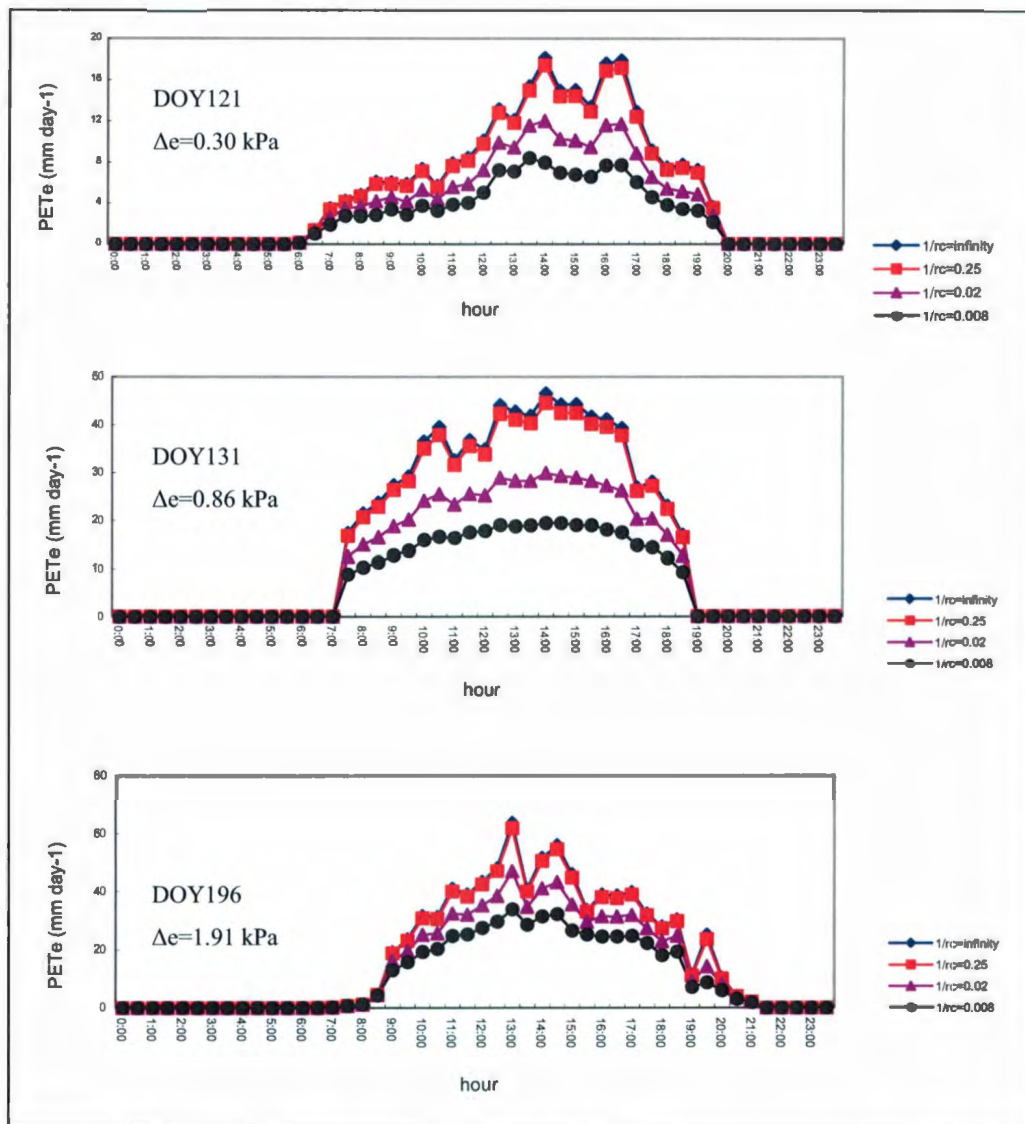 20
16
12
8
4
0
PETe (mm day-1)
DOY121
Δe=0.30 kPa
0:00 1:00 2:00 3:00 4:00 5:00 6:00 7:00 8:00 9:00 10:00 11:00 12:00 13:00 14:00 15:00 16:00 17:00 18:00 19:00 20:00 21:00 22:00 23:00
hour
1/rc=infinity
1/rc=0.25
1/rc=0.02
1/rc=0.008
60
50
40
30
20
10
0
PETe (mm day-1)
DOY131
Δe=0.86 kPa
0:00 1:00 2:00 3:00 4:00 5:00 6:00 7:00 8:00 9:00 10:00 11:00 12:00 13:00 14:00 15:00 16:00 17:00 18:00 19:00 20:00 21:00 22:00 23:00
hour
1/rc=infinity
1/rc=0.25
1/rc=0.02
1/rc=0.008
80
60
40
20
0
PETe (mm day-1)
DOY196
Δe=1.91 kPa
0:00 1:00 2:00 3:00 4:00 5:00 6:00 7:00 8:00 9:00 10:00 11:00 12:00 13:00 14:00 15:00 16:00 17:00 18:00 19:00 20:00 21:00 22:00 23:00
hour
1/rc=infinity
1/rc=0.25
1/rc=0.02
1/rc=0.008